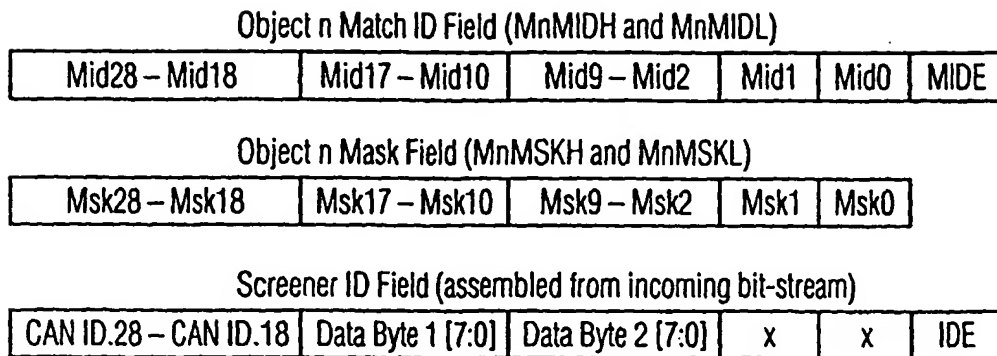 Object n Match ID Field (MnMIDH and MnMIDL)
Mid28 – Mid18 Mid17 – Mid10 Mid9 – Mid2 Mid1 Mid0 MIDE
Object n Mask Field (MnMSKH and MnMSKL)
Msk28 – Msk18 Msk17 – Msk10 Msk9 – Msk2 Msk1 Msk0
Screener ID Field (assembled from incoming bit-stream)
CAN ID.28 – CAN ID.18 Data Byte 1 [7:0] Data Byte 2 [7:0] x x IDE